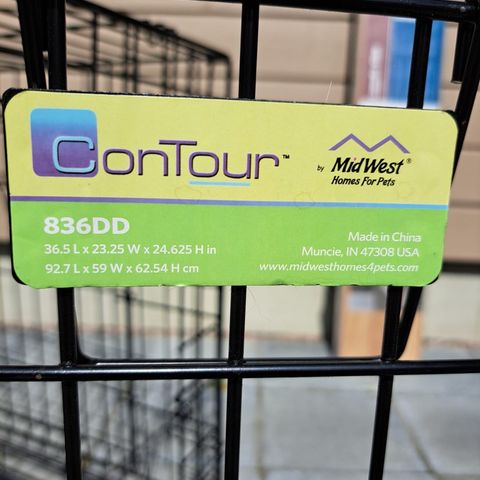 ConTour™
by MidWest®
Homes For Pets
836DD
36.5 L x 23.25 W x 24.625 H in
92.7 L x 59 W x 62.54 H cm
Made in China
Muncie, IN 47308 USA
www.midwesthomes4pets.com